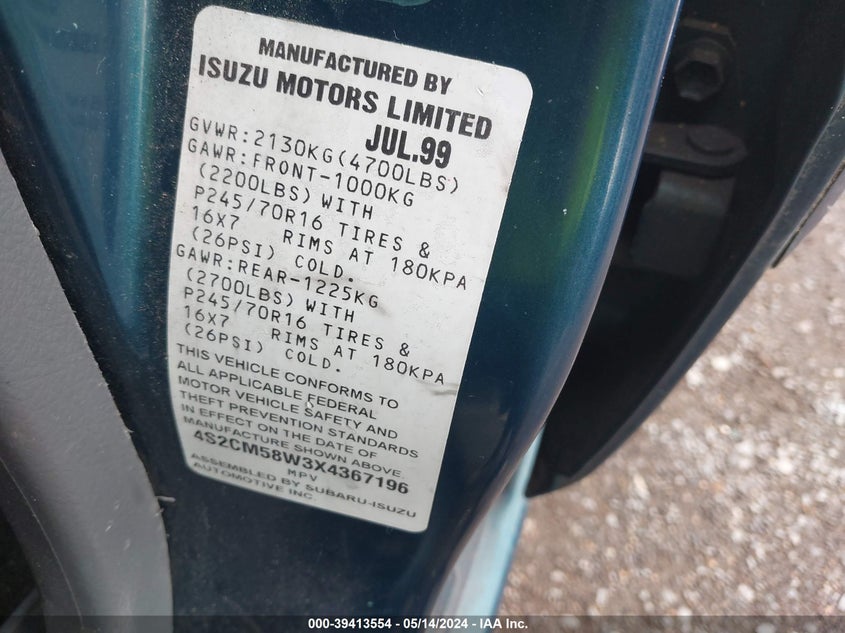 MANUFACTURED BY
ISUZU MOTORS LIMITED
JUL.99
GVWR:2130KG(4700LBS)
GAWR:FRONT-1000KG
(2200LBS) WITH
P245/70R16 TIRES &
16X7 RIMS AT 180KPA
(26PSI) COLD.
GAWR:REAR-1225KG
(2700LBS) WITH
P245/70R16 TIRES &
16X7 RIMS AT 180KPA
(26PSI) COLD.
THIS VEHICLE CONFORMS TO
ALL APPLICABLE FEDERAL
MOTOR VEHICLE SAFETY AND
THEFT PREVENTION STANDARDS
IN EFFECT ON THE DATE OF
MANUFACTURE SHOWN ABOVE.
4S2CM58W3X4367196
MPV
ASSEMBLED BY SUBARU-ISUZU
AUTOMOTIVE INC.
000-39413554 / 05/14/2024 - IAA Inc.